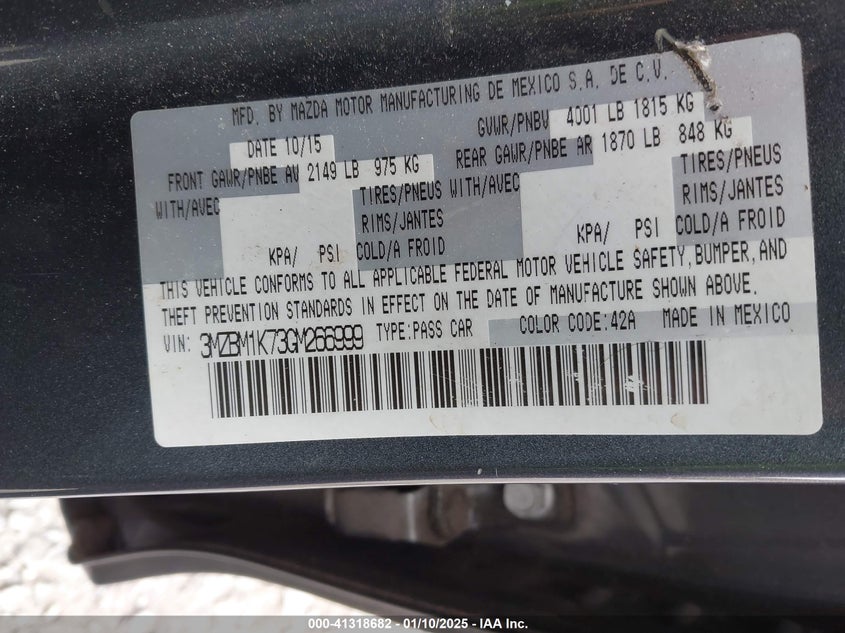 MFD. BY MAZDA MOTOR MANUFACTURING DE MEXICO S.A. DE C.V.
DATE 10/15 GVWR/PNBV 4001 LB 1815 KG
FRONT GAWR/PNBE AV 2149 LB 975 KG REAR GAWR/PNBE AR 1870 LB 848 KG
WITH/AVEC TIRES/PNEUS WITH/AVEC TIRES/PNEUS
RIMS/JANTES RIMS/JANTES
KPA/ PSI COLD/A FROID KPA/ PSI COLD/A FROID
THIS VEHICLE CONFORMS TO ALL APPLICABLE FEDERAL MOTOR VEHICLE SAFETY, BUMPER, AND
THEFT PREVENTION STANDARDS IN EFFECT ON THE DATE OF MANUFACTURE SHOWN ABOVE.
VIN: 3MZBM1K73GM266999 TYPE:PASS CAR COLOR CODE:42A MADE IN MEXICO
000-41318682 - 01/10/2025 - IAA Inc.